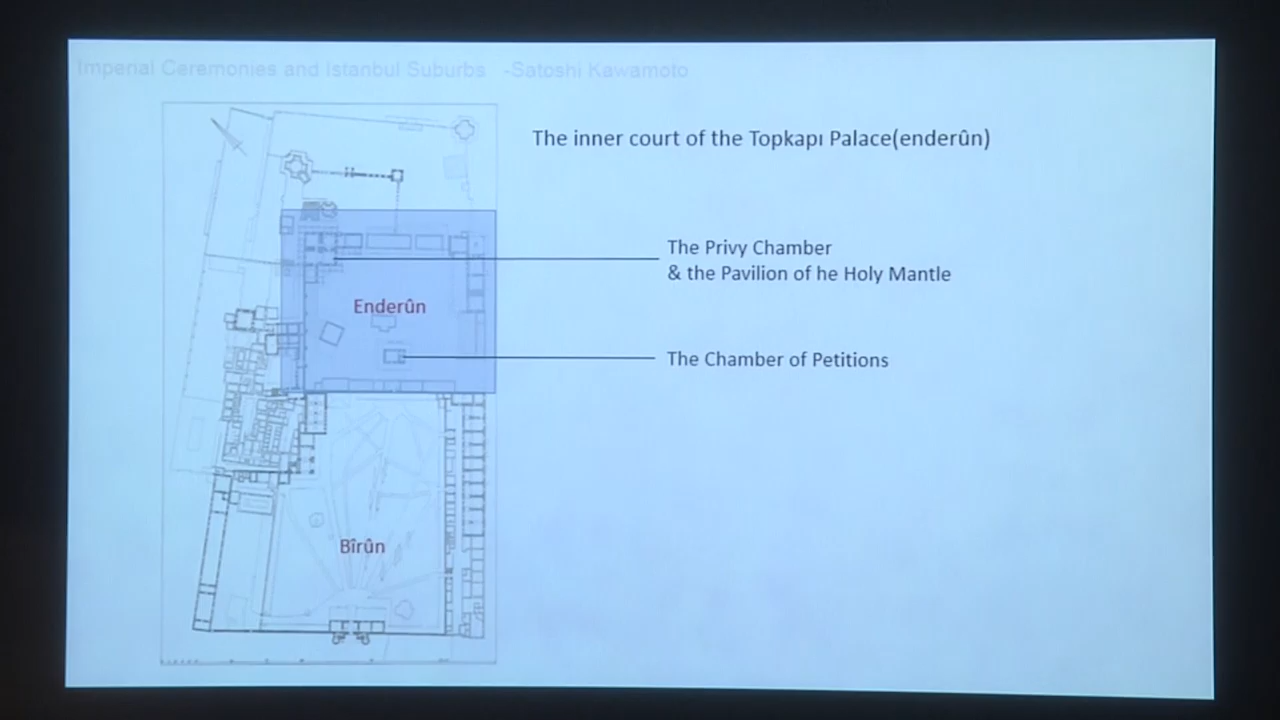 Imperial Ceremonies and Istanbul Suburbs -Satoshi Kawamoto
The inner court of the Topkapı Palace(enderûn)
The Privy Chamber
& the Pavilion of he Holy Mantle
Enderûn
The Chamber of Petitions
Bîrûn